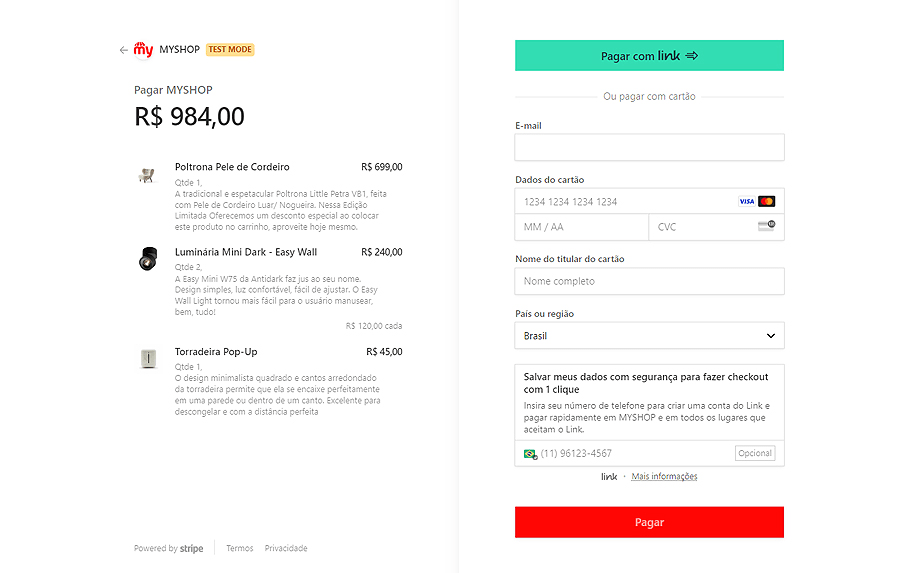 my MYSHOP TEST MODE
Pagar MYSHOP
R$ 984,00
Poltrona Pele de Cordeiro R$ 699,00
Qtde 1,
A tradicional e espetacular Poltrona Little Petra VB1, feita
com Pele de Cordeiro Luar/ Nogueira. Nessa Edição
Limitada Oferecemos um desconto especial ao colocar
este produto no carrinho, aproveite hoje mesmo.
Luminária Mini Dark - Easy Wall R$ 240,00
Qtde 2,
A Easy Mini W75 da Antidark faz jus ao seu nome.
Design simples, luz confortável, fácil de ajustar. O Easy
Wall Light tornou mais fácil para o usuário manusear,
bem, tudo!
R$ 120,00 cada
Torradeira Pop-Up R$ 45,00
Qtde 1,
O design minimalista quadrado e cantos arredondado
da torradeira permite que ela se encaixe perfeitamente
em uma parede ou dentro de um canto. Excelente para
descongelar e com a distância perfeita
Powered by stripe Termos Privacidade
Pagar com link
Ou pagar com cartão
E-mail
Dados do cartão
1234 1234 1234 1234 VISA
MM / AA CVC
Nome do titular do cartão
Nome completo
País ou região
Brasil
Salvar meus dados com segurança para fazer checkout
com 1 clique
Insira seu número de telefone para criar uma conta do Link e
pagar rapidamente em MYSHOP e em todos os lugares que
aceitam o Link.
(11) 96123-4567 Opcional
link · Mais informações
Pagar